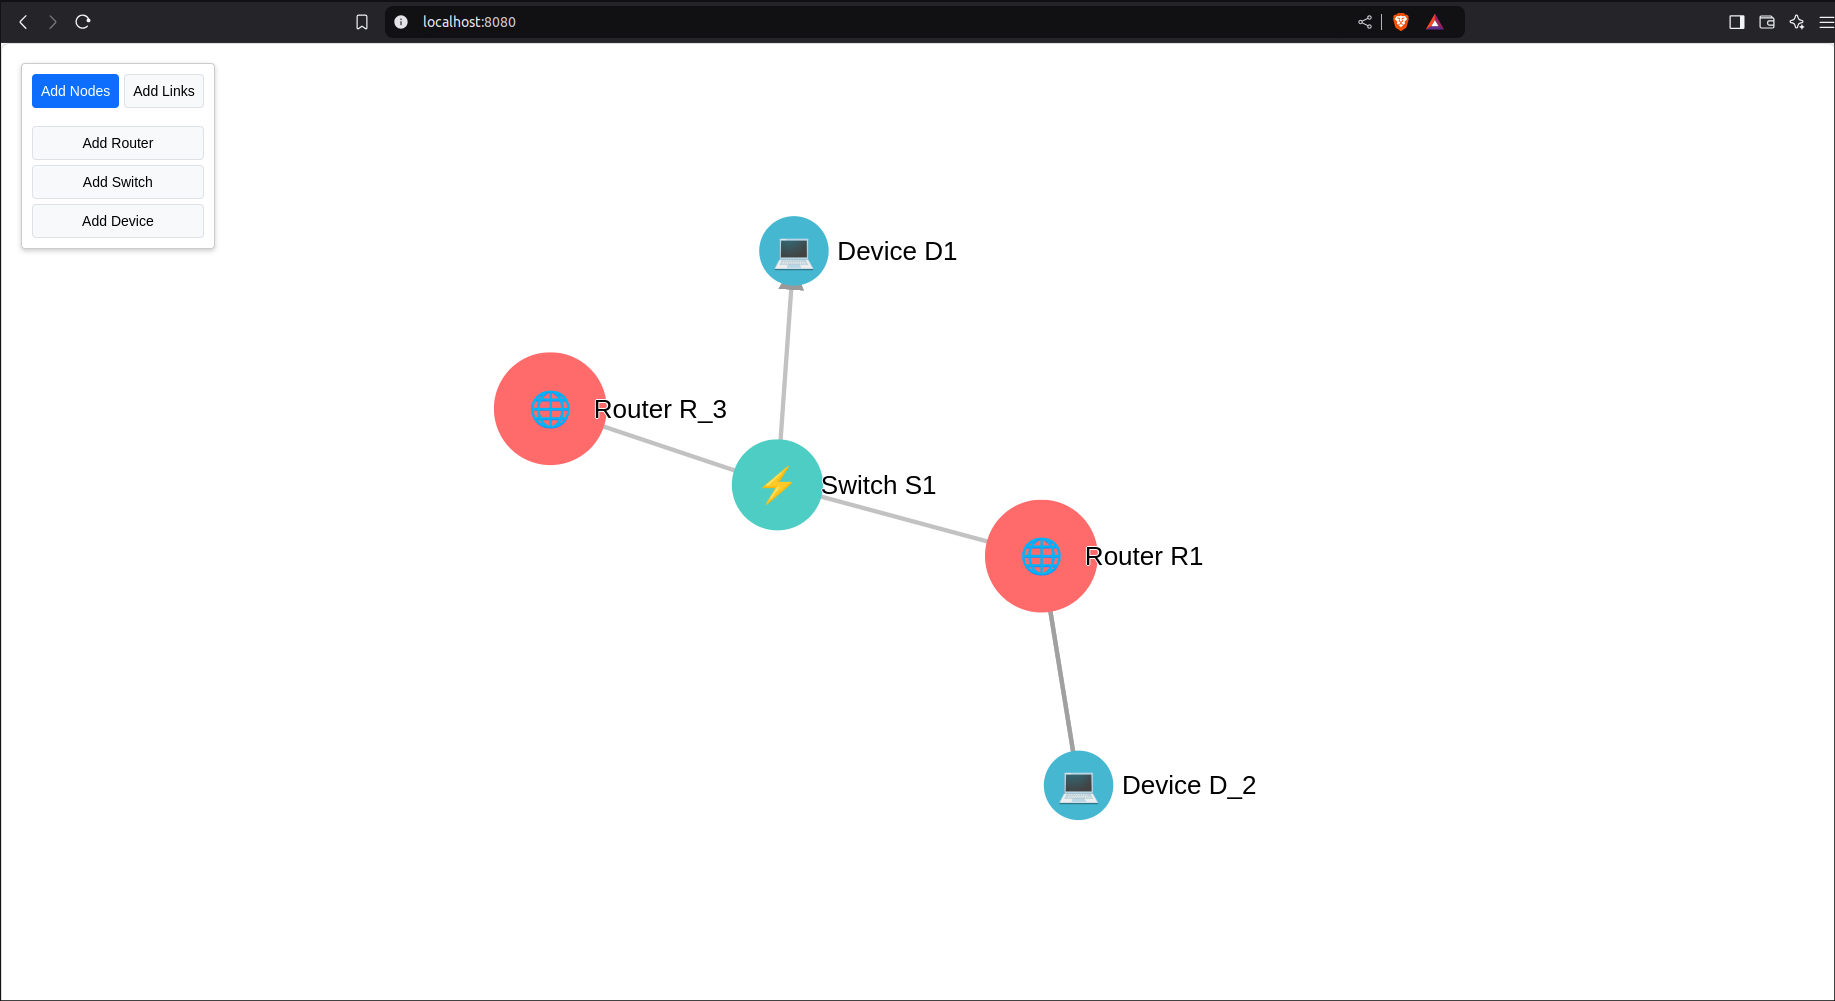 localhost:8080
Add Nodes
Add Links
Add Router
Add Switch
Add Device
Device D1
Router R_3
Switch S1
Router R1
Device D_2